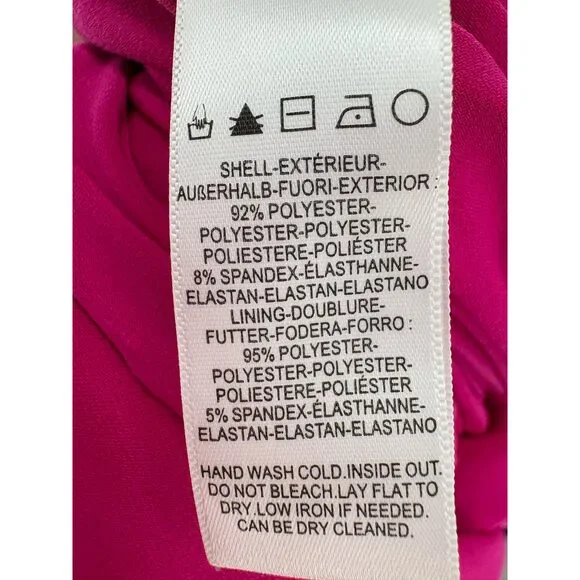 SHELL-EXTÉRIEUR-
AUßERHALB-FUORI-EXTERIOR :
92% POLYESTER-
POLYESTER-POLYESTER-
POLIESTERE-POLIÉSTER
8% SPANDEX-ÉLASTHANNE-
ELASTAN-ELASTAN-ELASTANO
LINING-DOUBLURE-
FUTTER-FODERA-FORRO :
95% POLYESTER-
POLYESTER-POLYESTER-
POLIESTERE-POLIÉSTER
5% SPANDEX-ÉLASTHANNE-
ELASTAN-ELASTAN-ELASTANO
HAND WASH COLD.INSIDE OUT.
DO NOT BLEACH.LAY FLAT TO
DRY.LOW IRON IF NEEDED.
CAN BE DRY CLEANED.